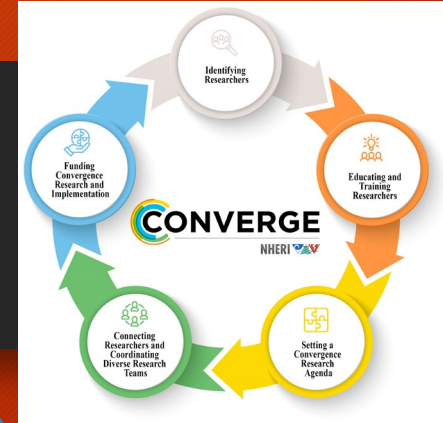 Identifying
Researchers
Educating and
Training
Researchers
Setting a
Convergence
Research
Agenda
Connecting
Researchers and
Coordinating
Diverse Research
Teams
Funding
Convergence
Research and
Implementation
CONVERGE
NHERI